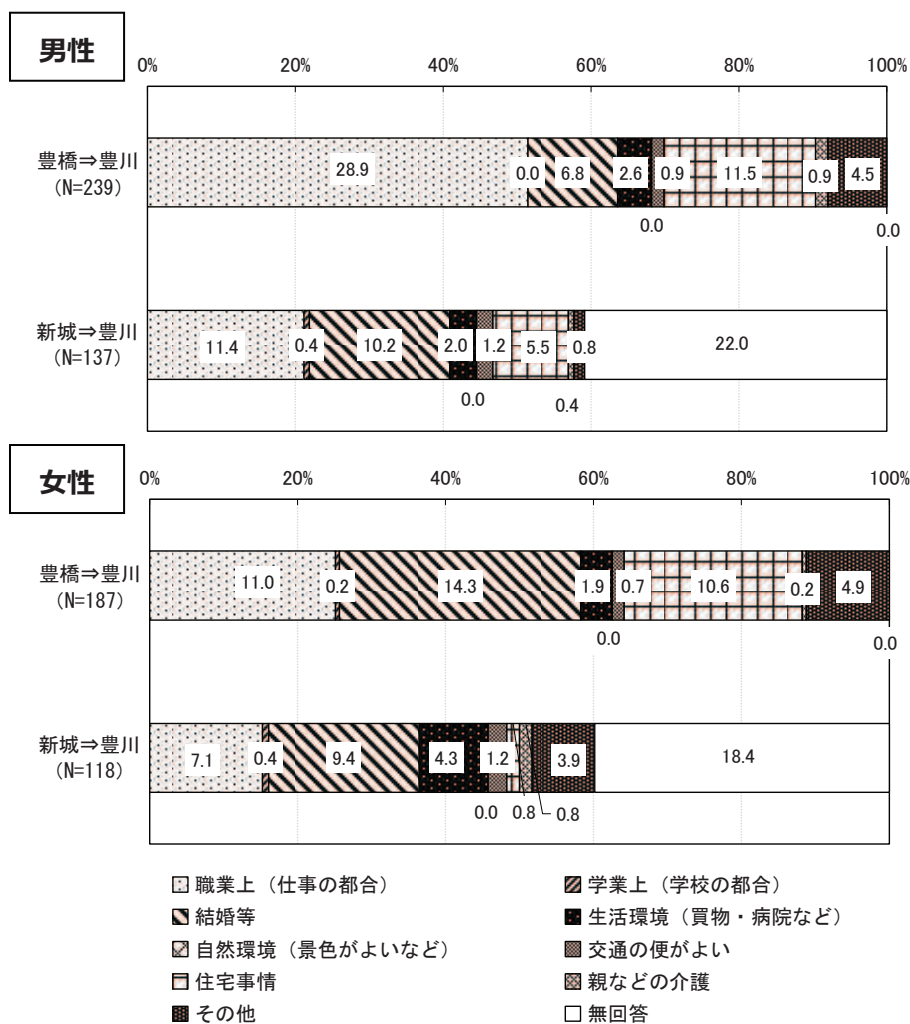 男性
0% 20% 40% 60% 80% 100%
豊橋⇒豊川
(N=239)
28.9 0.0 6.8 2.6 0.9 11.5 0.9 4.5
0.0 0.0
新城⇒豊川
(N=137)
11.4 0.4 10.2 2.0 1.2 5.5 0.8 22.0
0.0 0.4
女性
0% 20% 40% 60% 80% 100%
豊橋⇒豊川
(N=187)
11.0 0.2 14.3 1.9 0.7 10.6 0.2 4.9
0.0 0.0
新城⇒豊川
(N=118)
7.1 0.4 9.4 4.3 1.2 3.9 18.4
0.0 0.8 0.8
職業上（仕事の都合） 学業上（学校の都合）
結婚等 生活環境（買物・病院など）
自然環境（景色がよいなど） 交通の便がよい
住宅事情 親などの介護
その他 無回答